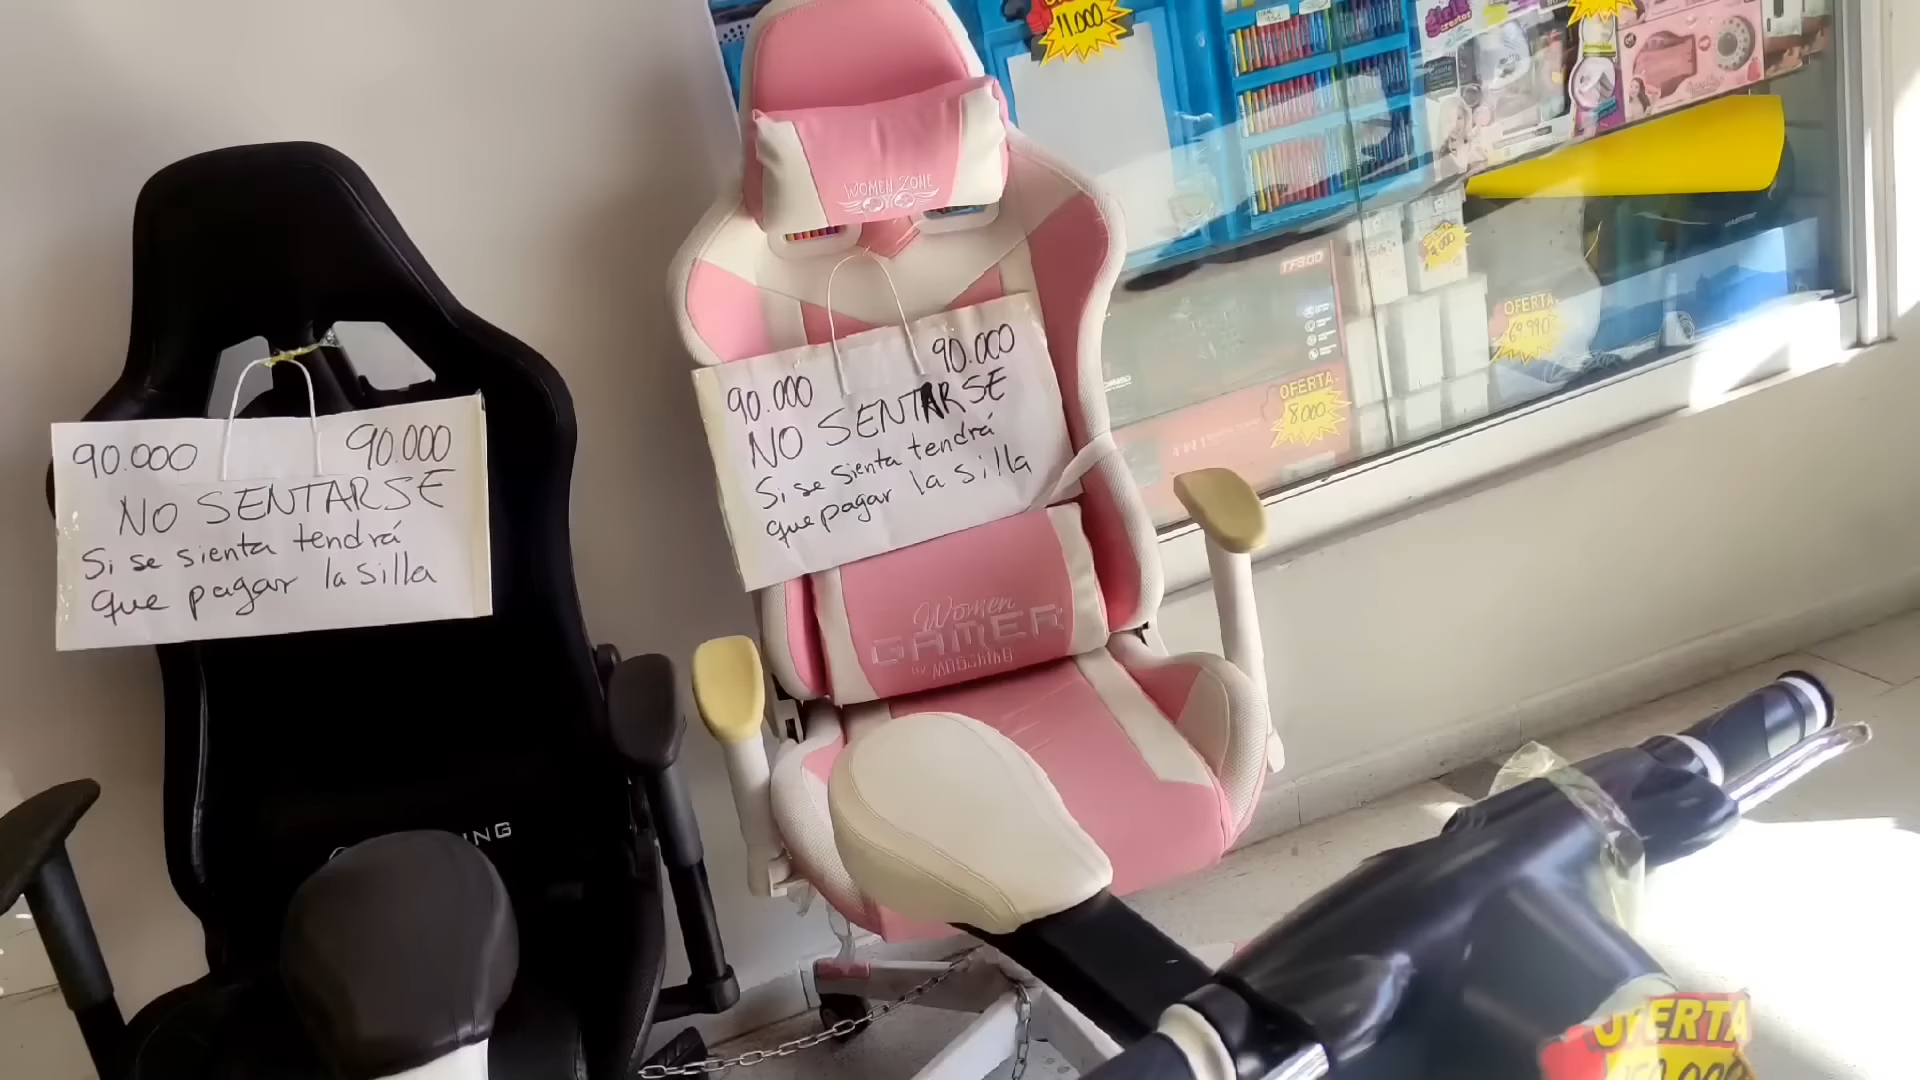 90.000 90.000
NO SENTARSE
Si se sienta tendrá
que pagar la silla
WOMEN ZONE
90.000 90.000
NO SENTARSE
Si se sienta tendrá
que pagar la silla
Women
GAMER
11.000
TF300
OFERTA
69.990
OFERTA
8.000
OFERTA